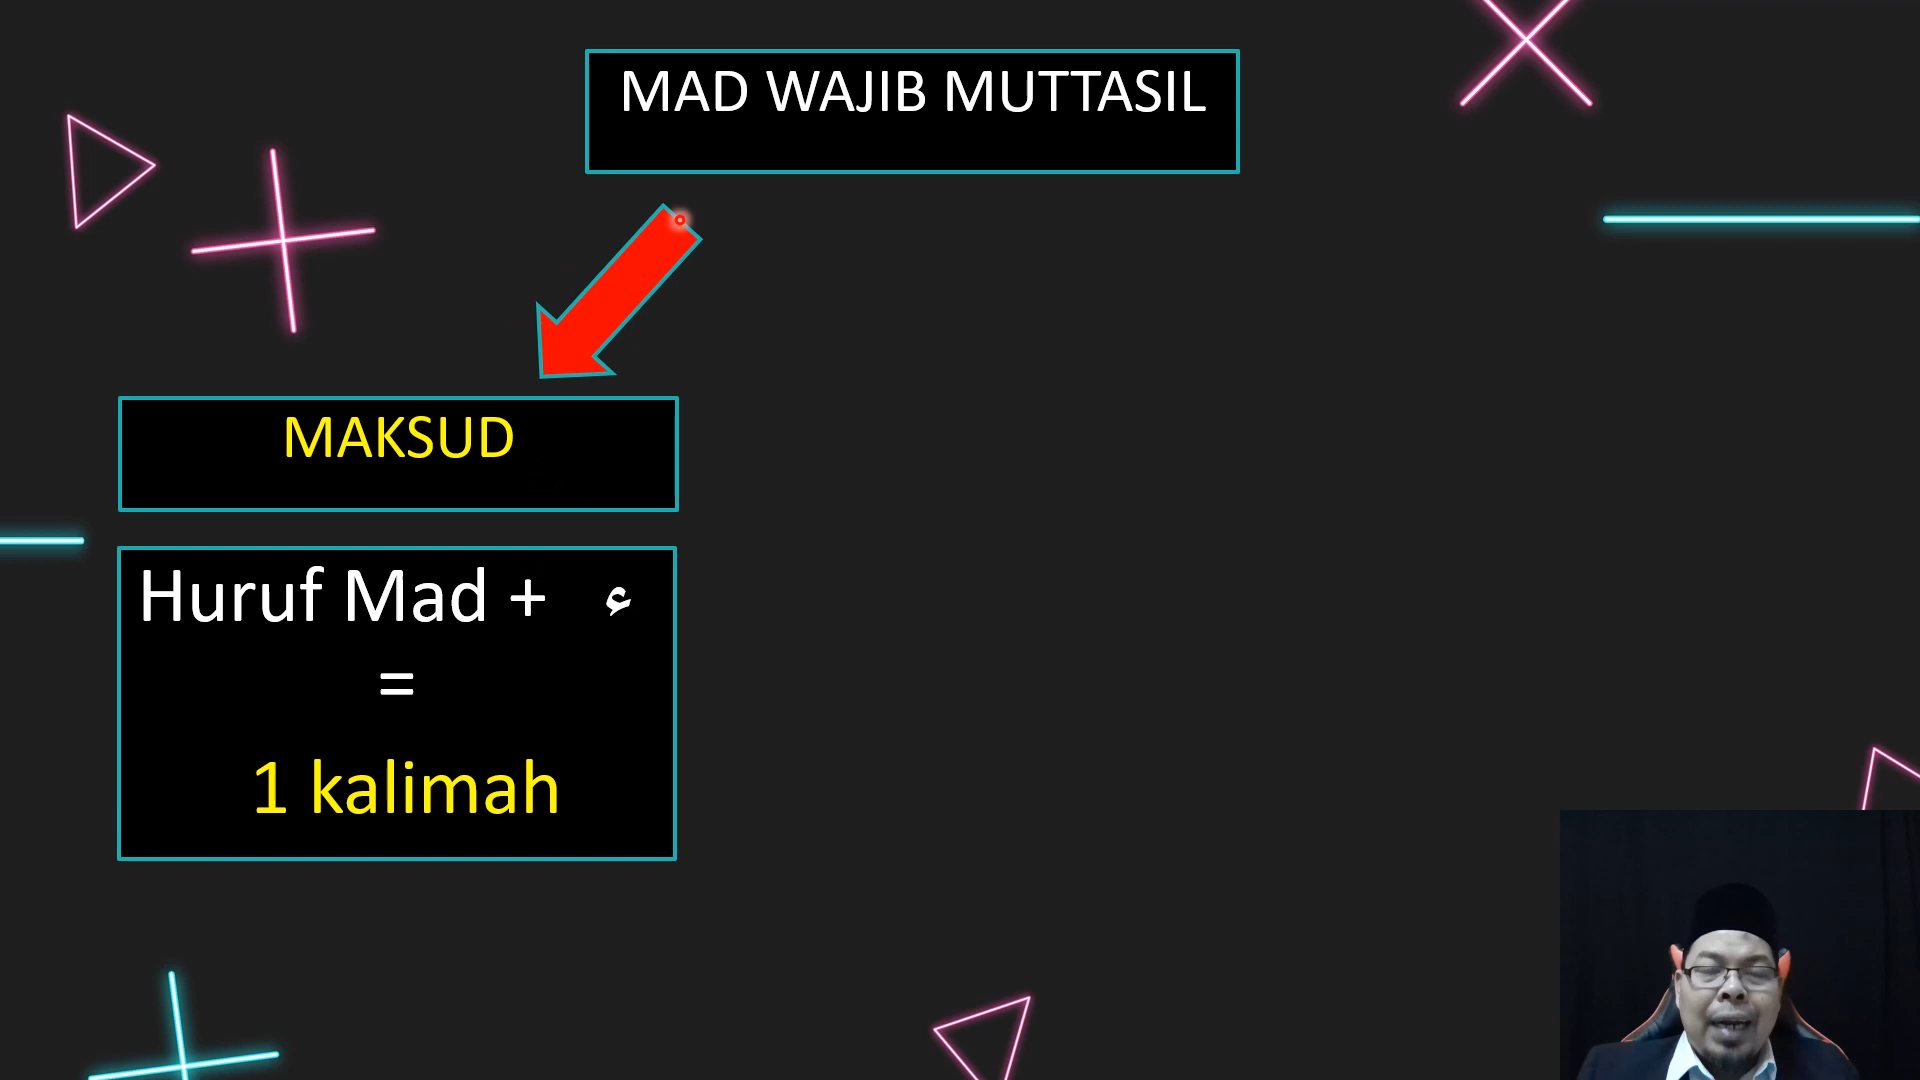 MAD WAJIB MUTTASIL
MAKSUD
Huruf Mad + ء
=
1 kalimah